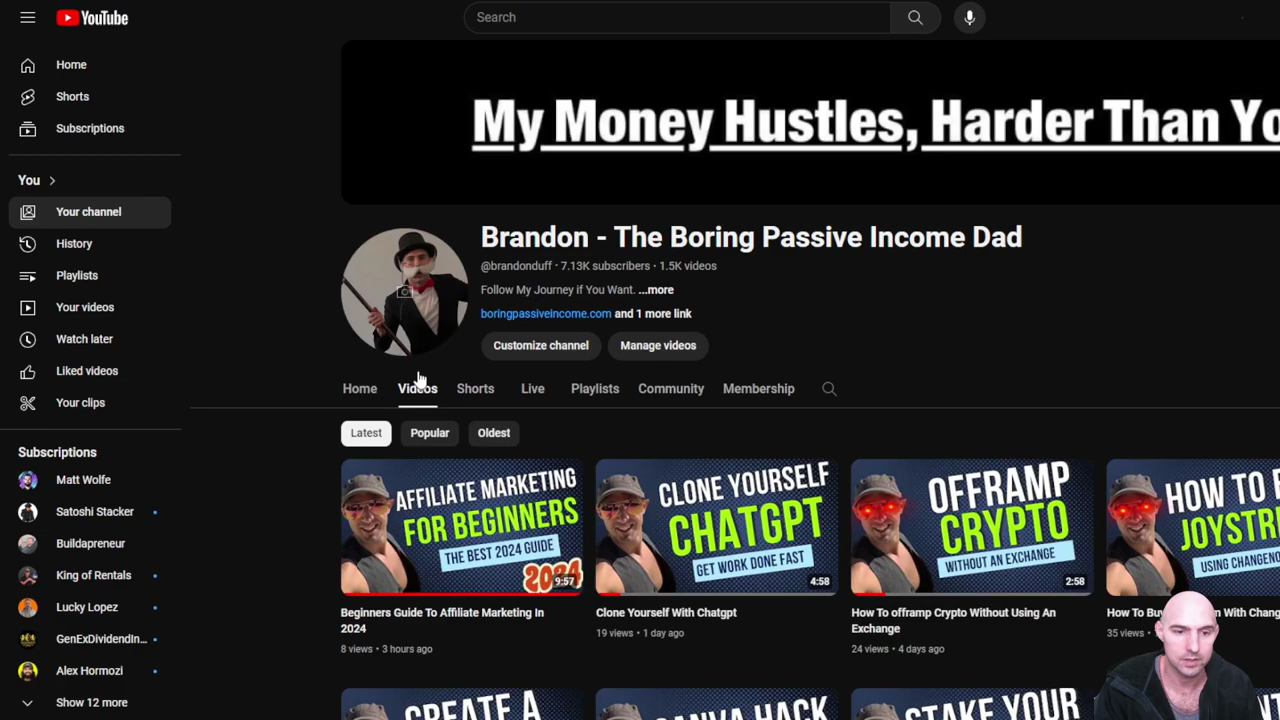 YouTube
Search
Home
Shorts
Subscriptions
You
Your channel
History
Playlists
Your videos
Watch later
Liked videos
Your clips
Subscriptions
Matt Wolfe
Satoshi Stacker
Buildapreneur
King of Rentals
Lucky Lopez
GenExDividendIn...
Alex Hormozi
Show 12 more
My Money Hustles, Harder Than Yo
Brandon - The Boring Passive Income Dad
@brandonduff • 7.13K subscribers • 1.5K videos
Follow My Journey if You Want. ...more
boringpassiveincome.com and 1 more link
Customize channel Manage videos
Home Videos Shorts Live Playlists Community Membership
Latest Popular Oldest
AFFILIATE MARKETING
FOR BEGINNERS
THE BEST 2024 GUIDE
2024
9:57
Beginners Guide To Affiliate Marketing In
2024
8 views • 3 hours ago
CLONE YOURSELF
CHATGPT
GET WORK DONE FAST
4:58
Clone Yourself With Chatgpt
19 views • 1 day ago
OFFRAMP
CRYPTO
WITHOUT AN EXCHANGE
2:58
How To offramp Crypto Without Using An
Exchange
24 views • 4 days ago
HOW TO
JOYSTR
USING CHANGENO
How To Bu
35 views •
CREATE A
CANVA HACK
STAKE YOUR